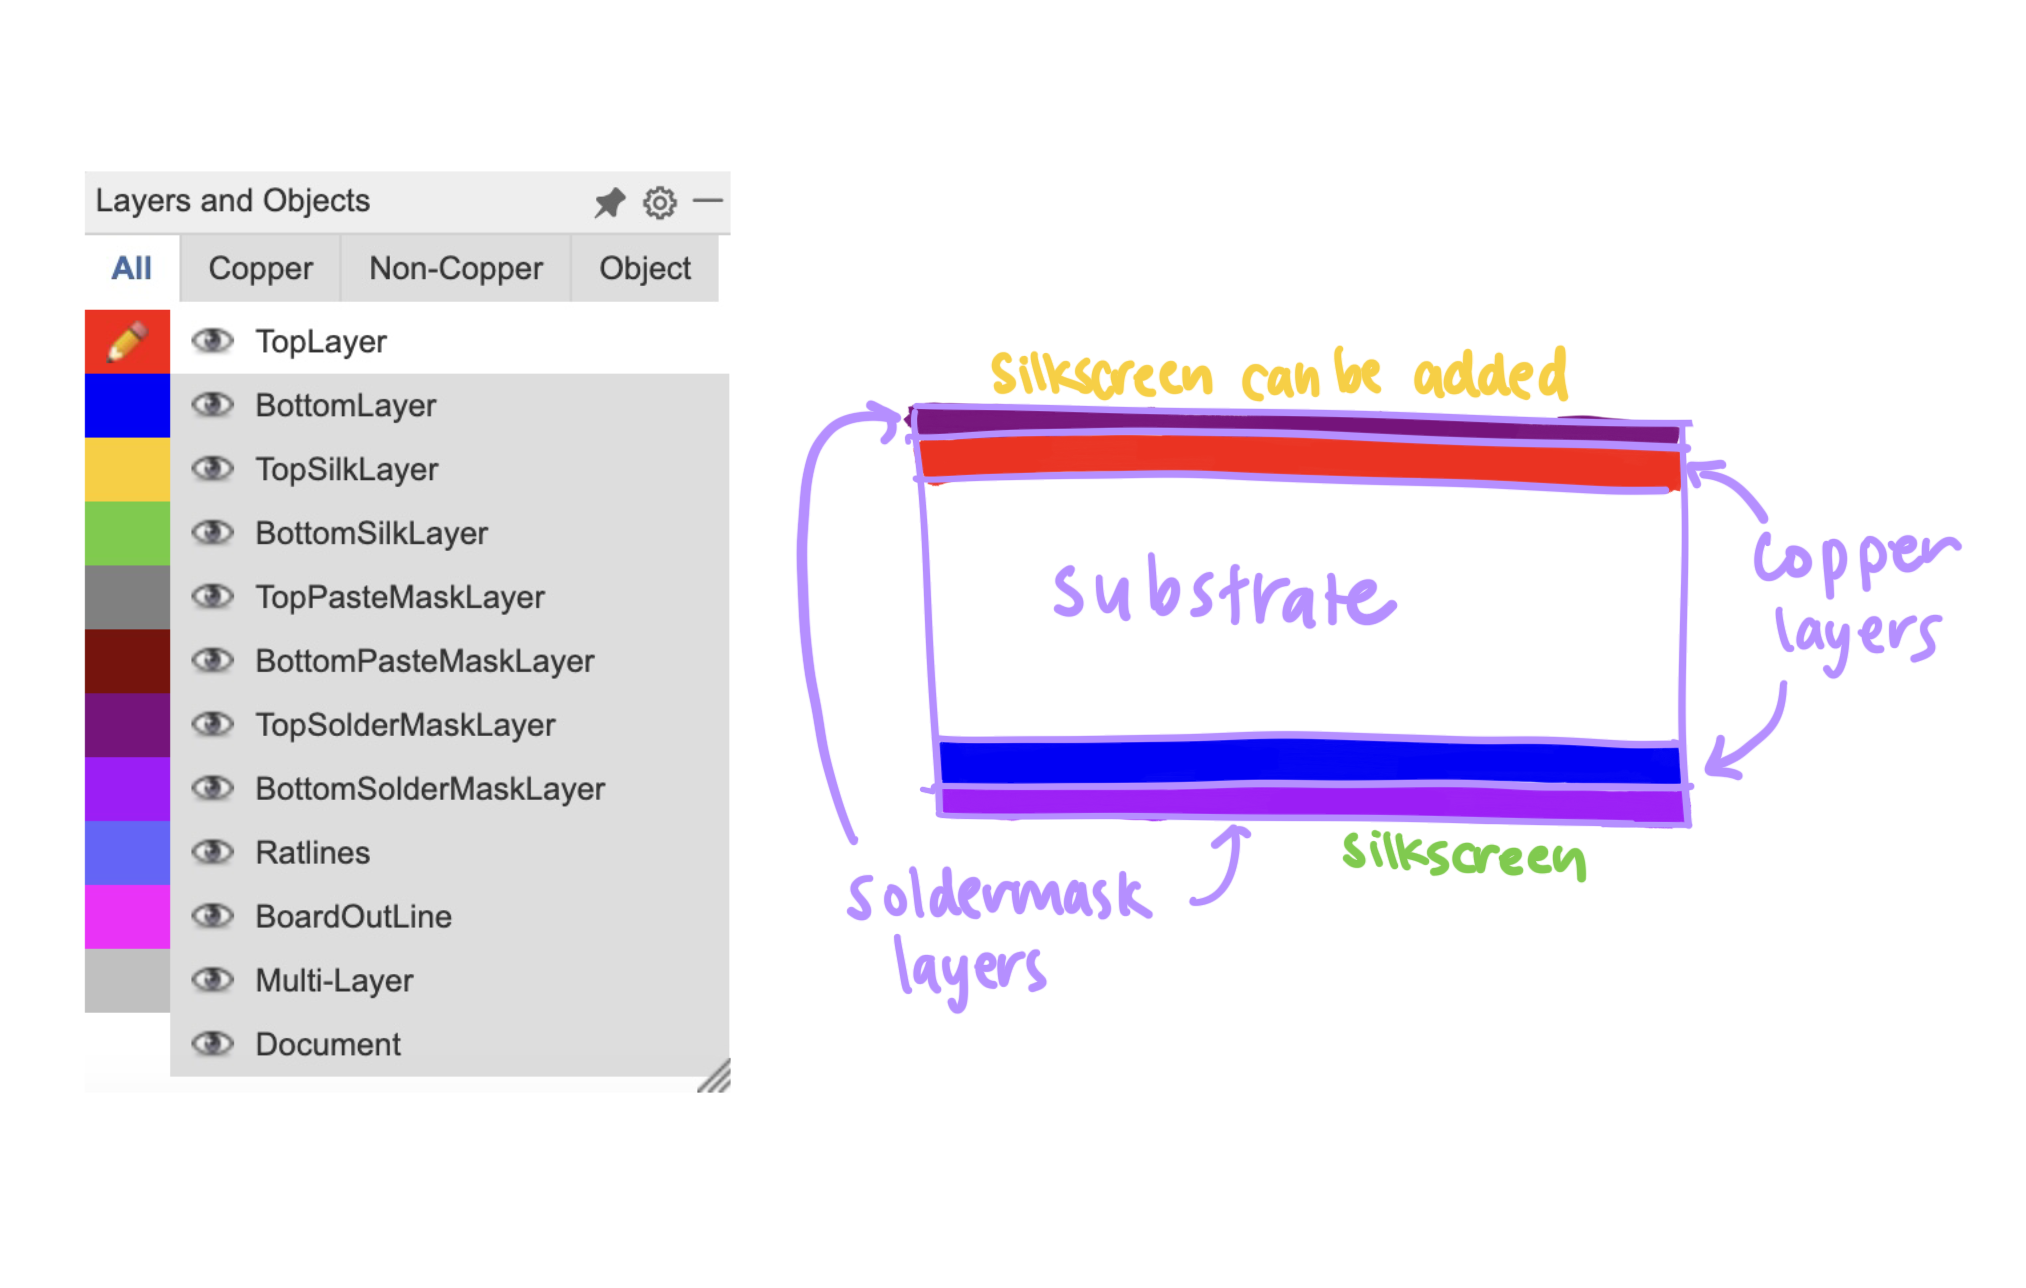 Layers and Objects
All Copper Non-Copper Object
TopLayer
BottomLayer
TopSilkLayer
BottomSilkLayer
TopPasteMaskLayer
BottomPasteMaskLayer
TopSolderMaskLayer
BottomSolderMaskLayer
Ratlines
BoardOutLine
Multi-Layer
Document
silkscreen can be added
substrate
copper
layers
silkscreen
soldermask
layers